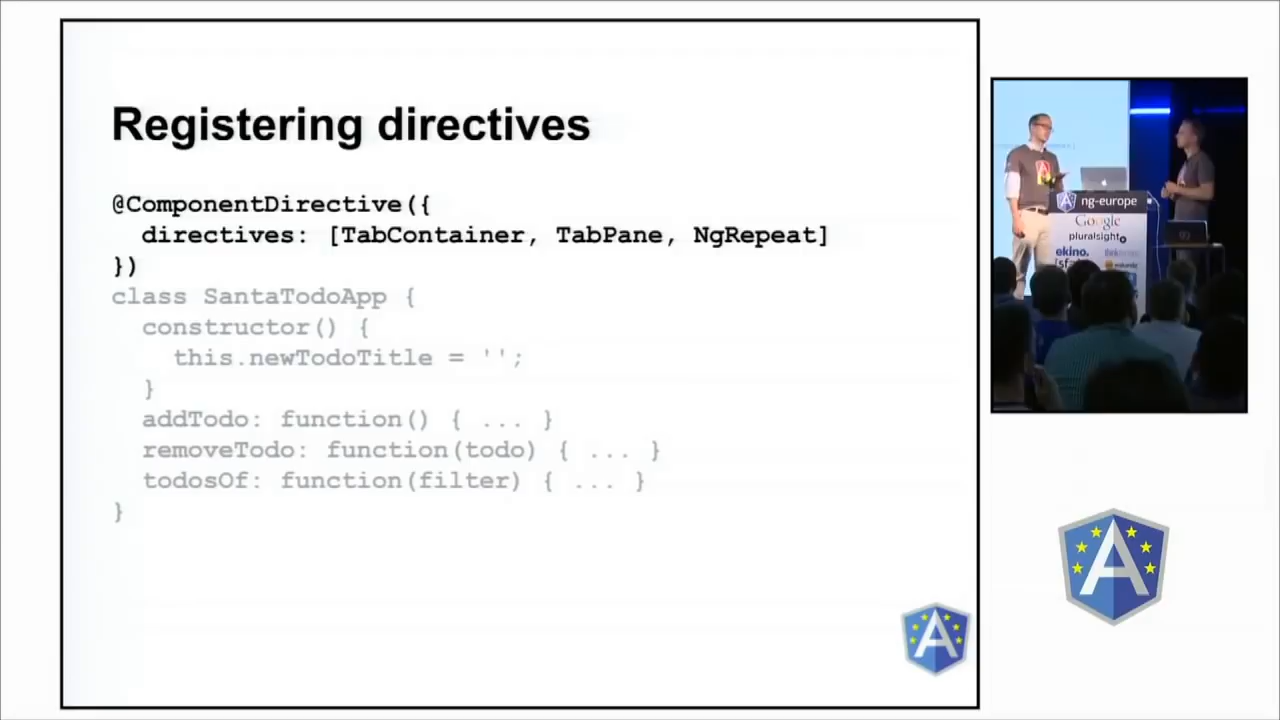 Registering directives
@ComponentDirective({
  directives: [TabContainer, TabPane, NgRepeat]
})
class SantaTodoApp {
  constructor() {
    this.newTodoTitle = '';
  }
  addTodo: function() { ... }
  removeTodo: function(todo) { ... }
  todosOf: function(filter) { ... }
}
ng-europe
Google
pluralsight
ekino.